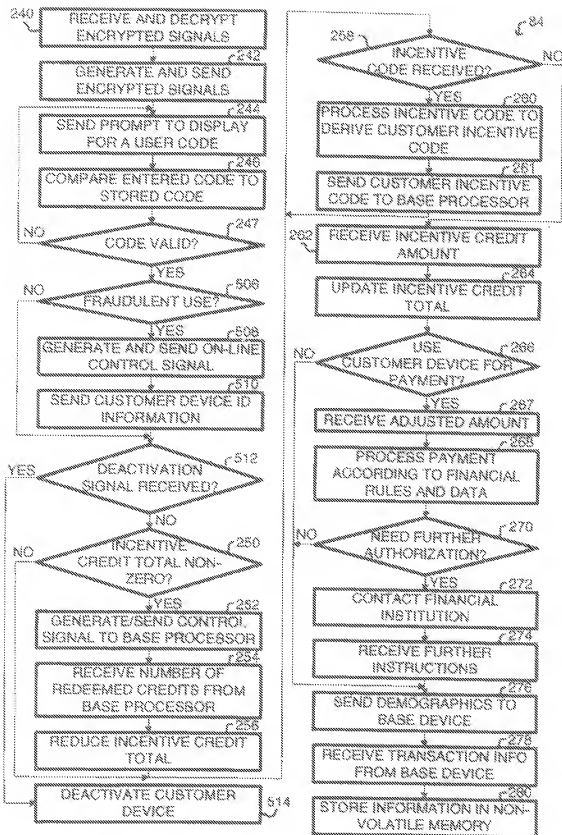 240
RECEIVE AND DECRYPT
ENCRYPTED SIGNALS
242
GENERATE AND SEND
ENCRYPTED SIGNALS
244
SEND PROMPT TO DISPLAY
FOR A USER CODE
246
COMPARE ENTERED CODE TO
STORED CODE
247
NO
CODE VALID?
YES
NO
506
FRAUDULENT USE?
YES
508
GENERATE AND SEND ON-LINE
CONTROL SIGNAL
510
SEND CUSTOMER DEVICE ID
INFORMATION
512
YES
DEACTIVATION
SIGNAL RECEIVED?
NO
250
NO
INCENTIVE
CREDIT TOTAL NON-
ZERO?
YES
252
GENERATE/SEND CONTROL
SIGNAL TO BASE PROCESSOR
254
RECEIVE NUMBER OF
REDEEMED CREDITS FROM
BASE PROCESSOR
256
REDUCE INCENTIVE CREDIT
TOTAL
DEACTIVATE CUSTOMER
DEVICE
514
84
258
INCENTIVE
CODE RECEIVED?
NO
YES
260
PROCESS INCENTIVE CODE TO
DERIVE CUSTOMER INCENTIVE
CODE
261
SEND CUSTOMER INCENTIVE
CODE TO BASE PROCESSOR
262
RECEIVE INCENTIVE CREDIT
AMOUNT
264
UPDATE INCENTIVE CREDIT
TOTAL
266
NO
USE
CUSTOMER DEVICE FOR
PAYMENT?
YES
267
RECEIVE ADJUSTED AMOUNT
268
PROCESS PAYMENT
ACCORDING TO FINANCIAL
RULES AND DATA
270
NO
NEED FURTHER
AUTHORIZATION?
YES
272
CONTACT FINANCIAL
INSTITUTION
274
RECEIVE FURTHER
INSTRUCTIONS
276
SEND DEMOGRAPHICS TO
BASE DEVICE
278
RECEIVE TRANSACTION INFO
FROM BASE DEVICE
280
STORE INFORMATION IN NON-
VOLATILE MEMORY